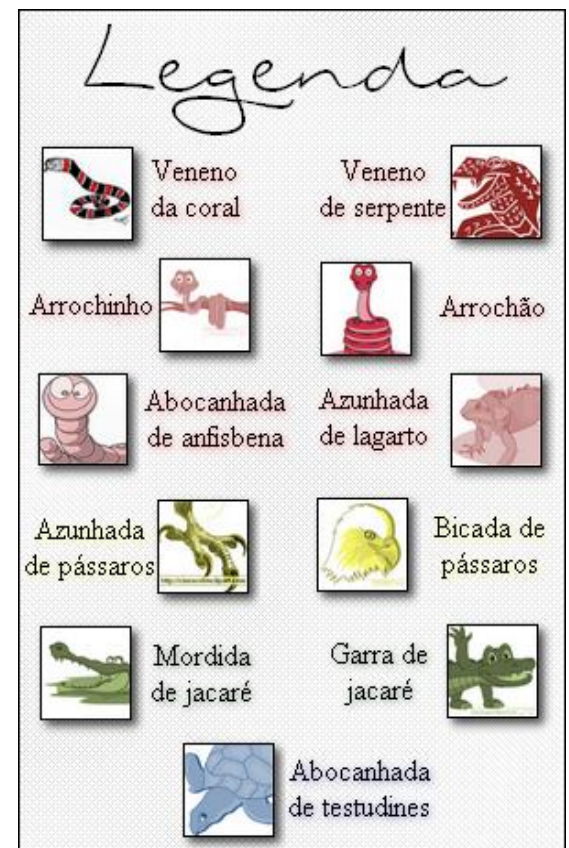 Legenda
Veneno
da coral
Veneno
de serpente
Arrochinho
Arrochão
Abocanhada
de anfisbena
Azunhada
de lagarto
Azunhada
de pássaros
Bicada de
pássaros
Mordida
de jacaré
Garra de
jacaré
Abocanhada
de testudines